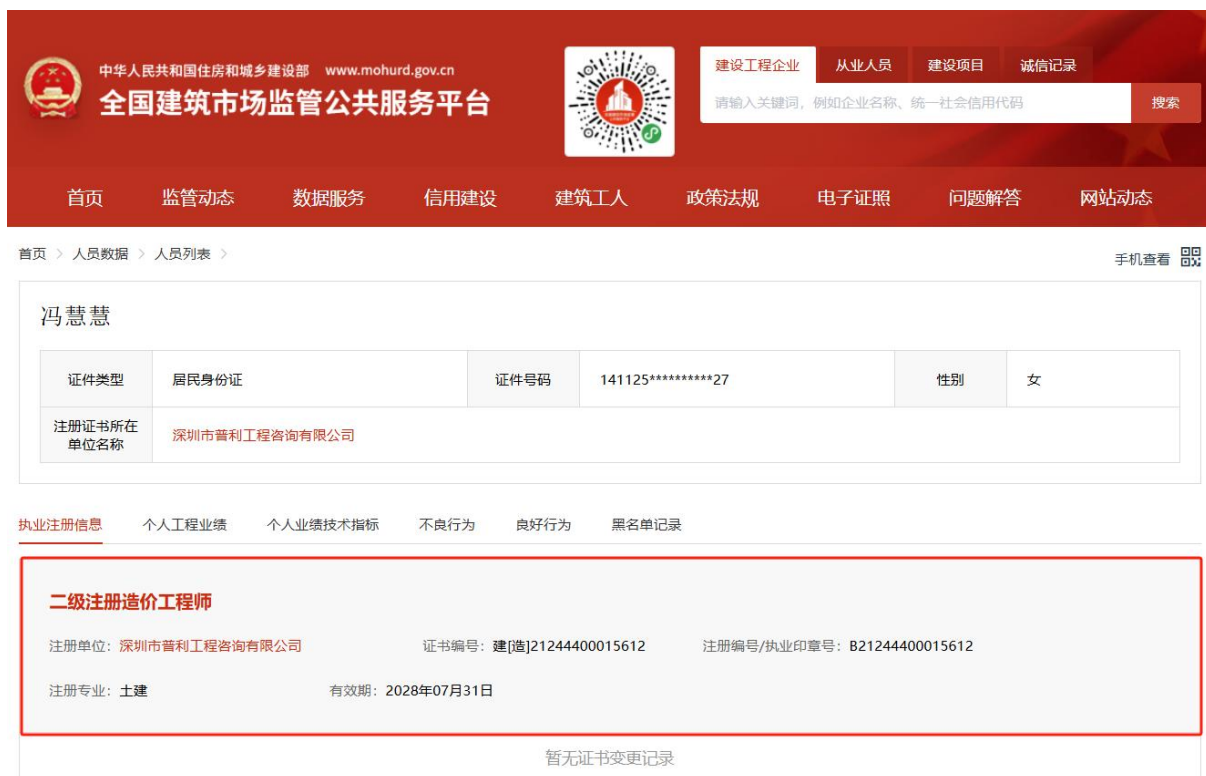 中华人民共和国住房和城乡建设部 www.mohurd.gov.cn
全国建筑市场监管公共服务平台
建设工程企业 从业人员 建设项目 诚信记录
请输入关键词，例如企业名称、统一社会信用代码 搜索
首页 监管动态 数据服务 信用建设 建筑工人 政策法规 电子证照 问题解答 网站动态
首页 > 人员数据 > 人员列表 >
手机查看
冯慧慧
证件类型 居民身份证 证件号码 141125**********27 性别 女
注册证书所在
单位名称
深圳市普利工程咨询有限公司
执业注册信息 个人工程业绩 个人业绩技术指标 不良行为 良好行为 黑名单记录
二级注册造价工程师
注册单位：深圳市普利工程咨询有限公司 证书编号：建[造]21244400015612 注册编号/执业印章号：B21244400015612
注册专业：土建 有效期：2028年07月31日
暂无证书变更记录